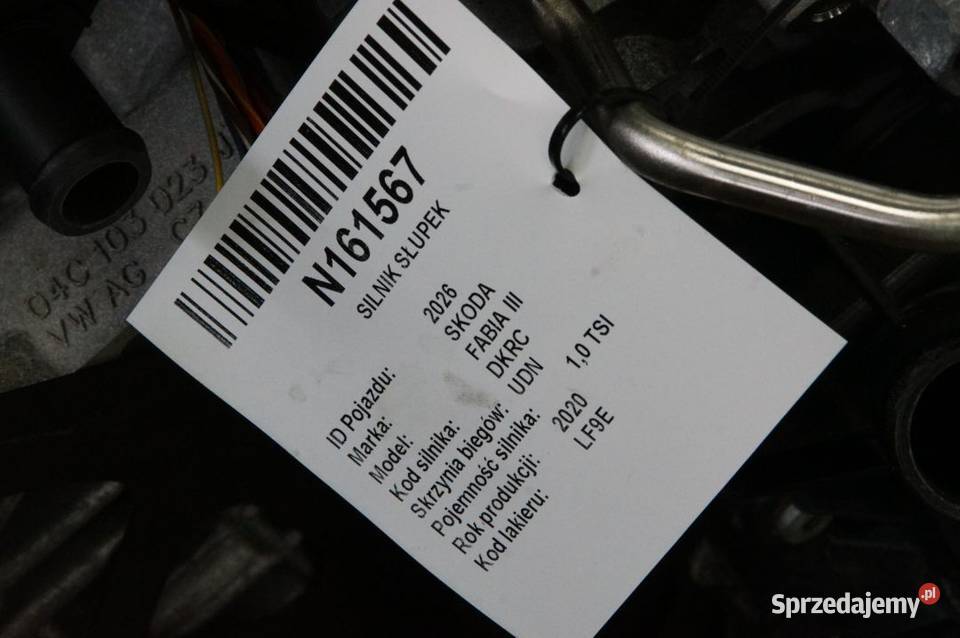 N161567
SILNIK SŁUPEK
ID Pojazdu: 2026
Marka: SKODA
Model: FABIA III
Kod silnika: DKRC
Skrzynia biegów: UDN
Pojemność silnika: 1,0 TSI
Rok produkcji: 2020
Kod lakieru: LF9E
04C 103 023
VW AG CZ
Sprzedajemy.pl